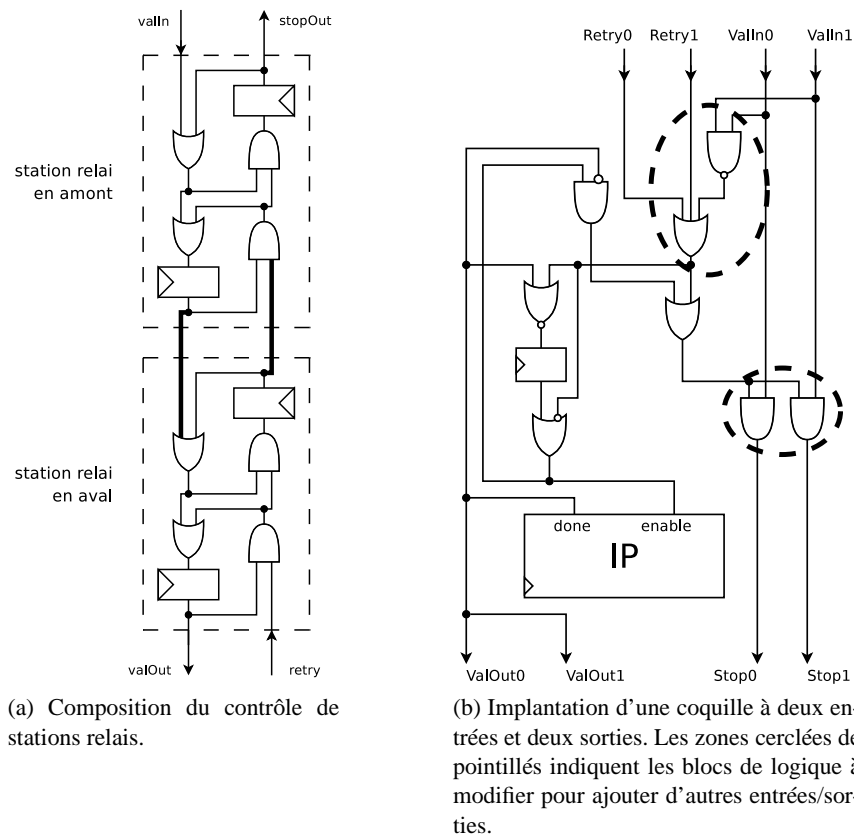 valIn
stopOut
station relai
en amont
station relai
en aval
valOut
retry
(a) Composition du contrôle de
stations relais.
Retry0
Retry1
ValIn0
ValIn1
done
enable
IP
ValOut0
ValOut1
Stop0
Stop1
(b) Implantation d'une coquille à deux en-
trées et deux sorties. Les zones cerclées de
pointillés indiquent les blocs de logique à
modifier pour ajouter d'autres entrées/sor-
ties.